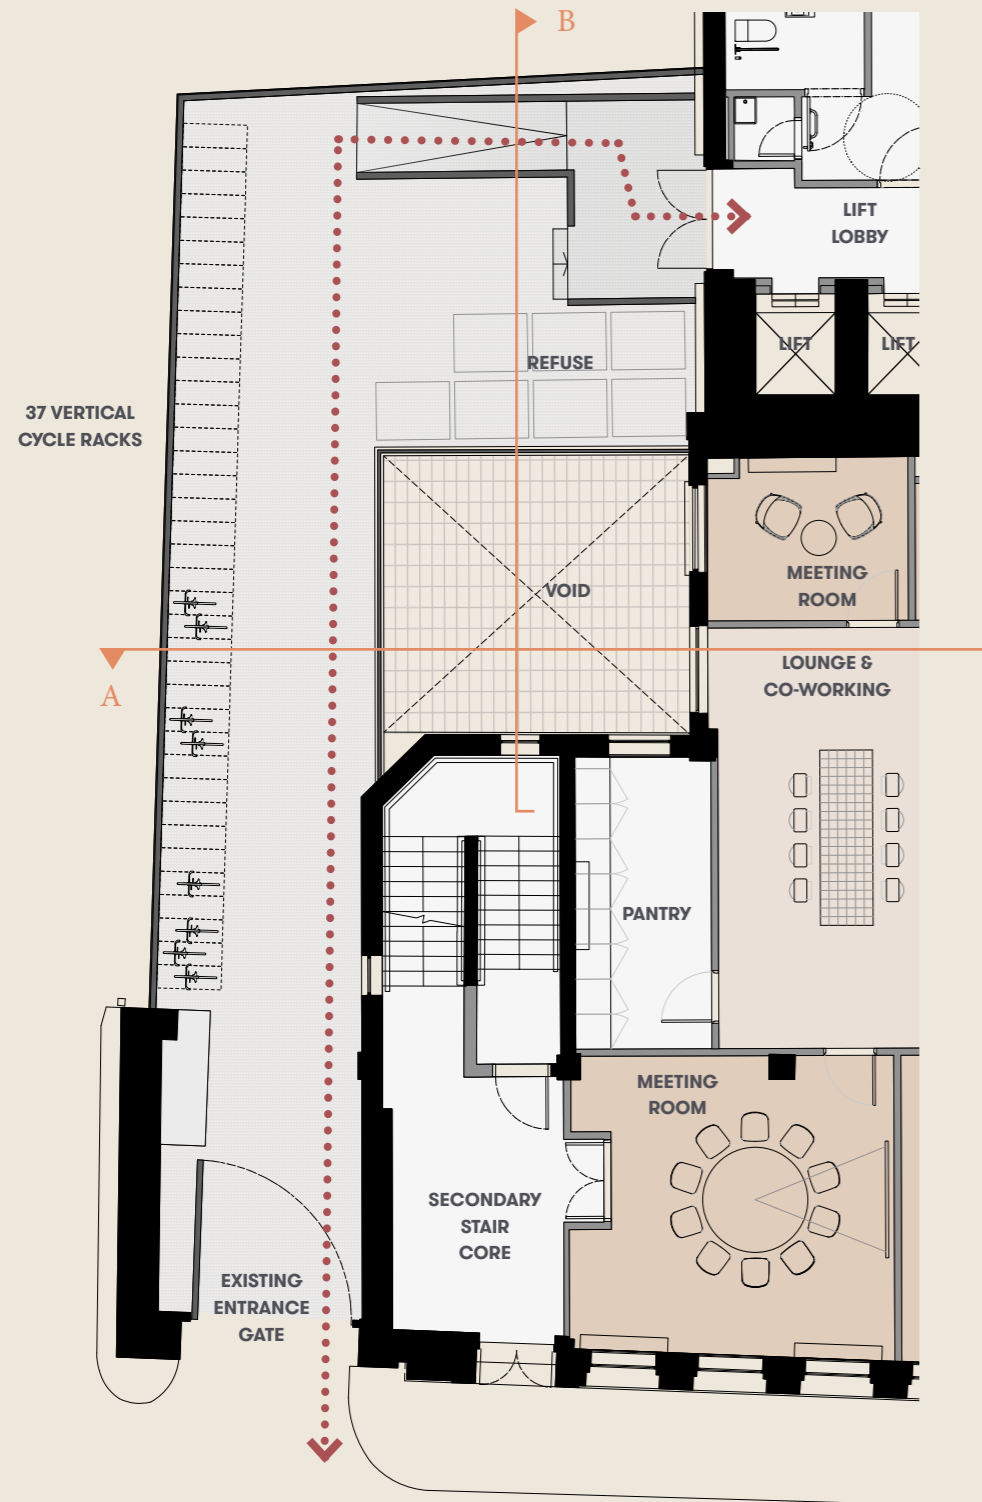 B
LIFT
LOBBY
LIFT
LIFT
REFUSE
37 VERTICAL
CYCLE RACKS
VOID
MEETING
ROOM
A
LOUNGE &
CO-WORKING
PANTRY
MEETING
ROOM
SECONDARY
STAIR
CORE
EXISTING
ENTRANCE
GATE